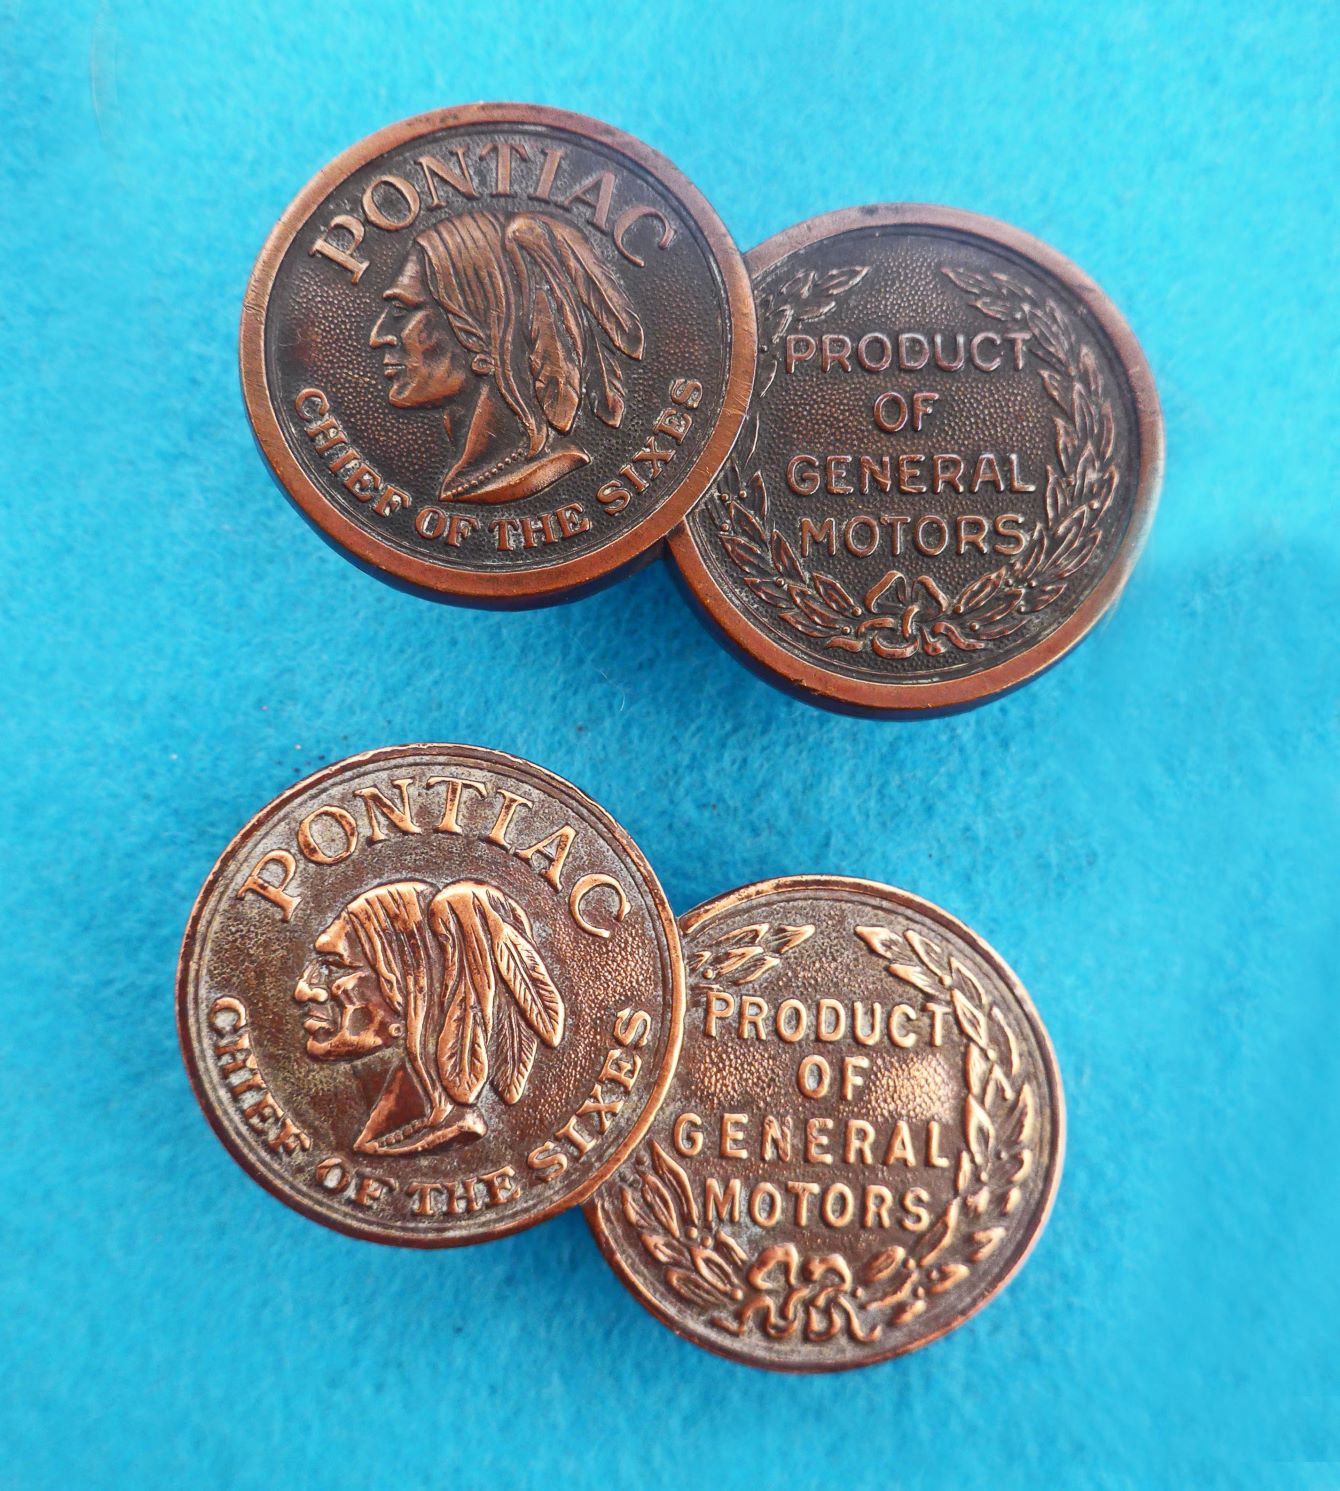 PONTIAC
CHIEF OF THE SIXES
PRODUCT
OF
GENERAL
MOTORS
PONTIAC
CHIEF OF THE SIXES
PRODUCT
OF
GENERAL
MOTORS